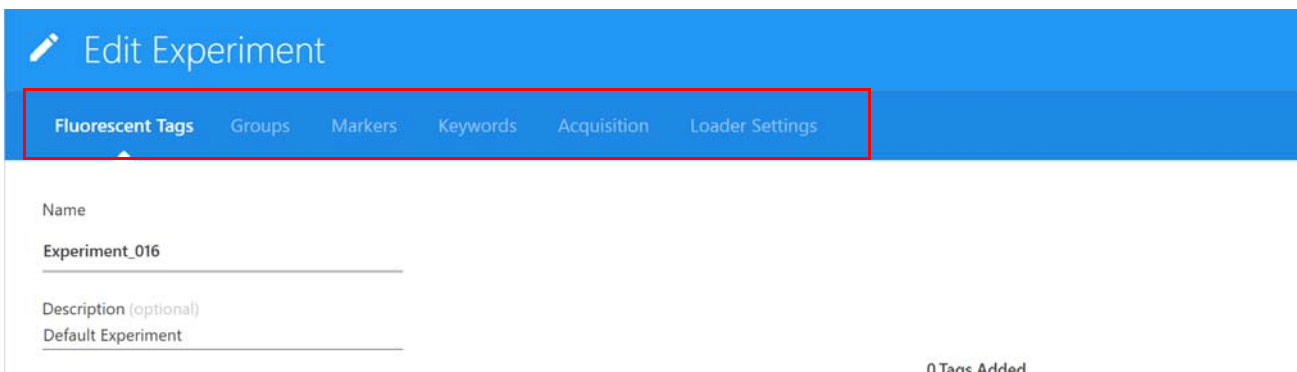 Edit Experiment
Fluorescent Tags Groups Markers Keywords Acquisition Loader Settings
Name
Experiment_016
Description (optional)
Default Experiment
0 Tags Added